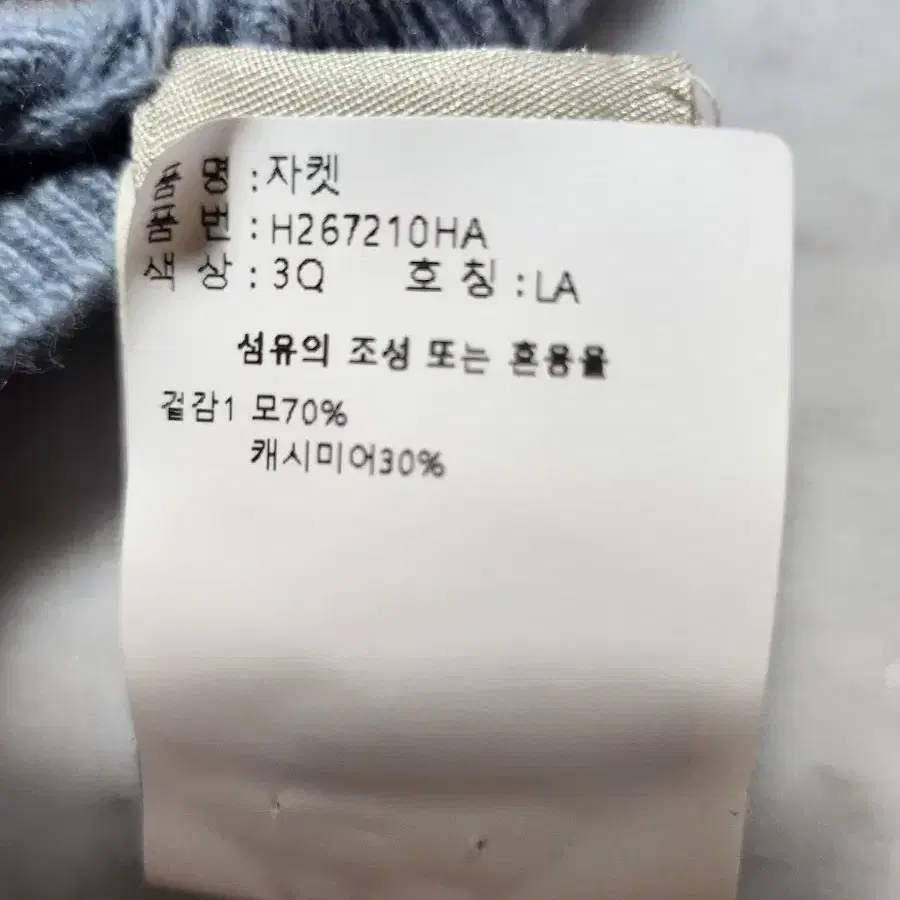 품 명 : 자켓
품 번 : H267210HA
색 상 : 3Q 호 칭 : LA
섬유의 조성 또는 혼용율
겉감1 모70%
캐시미어30%